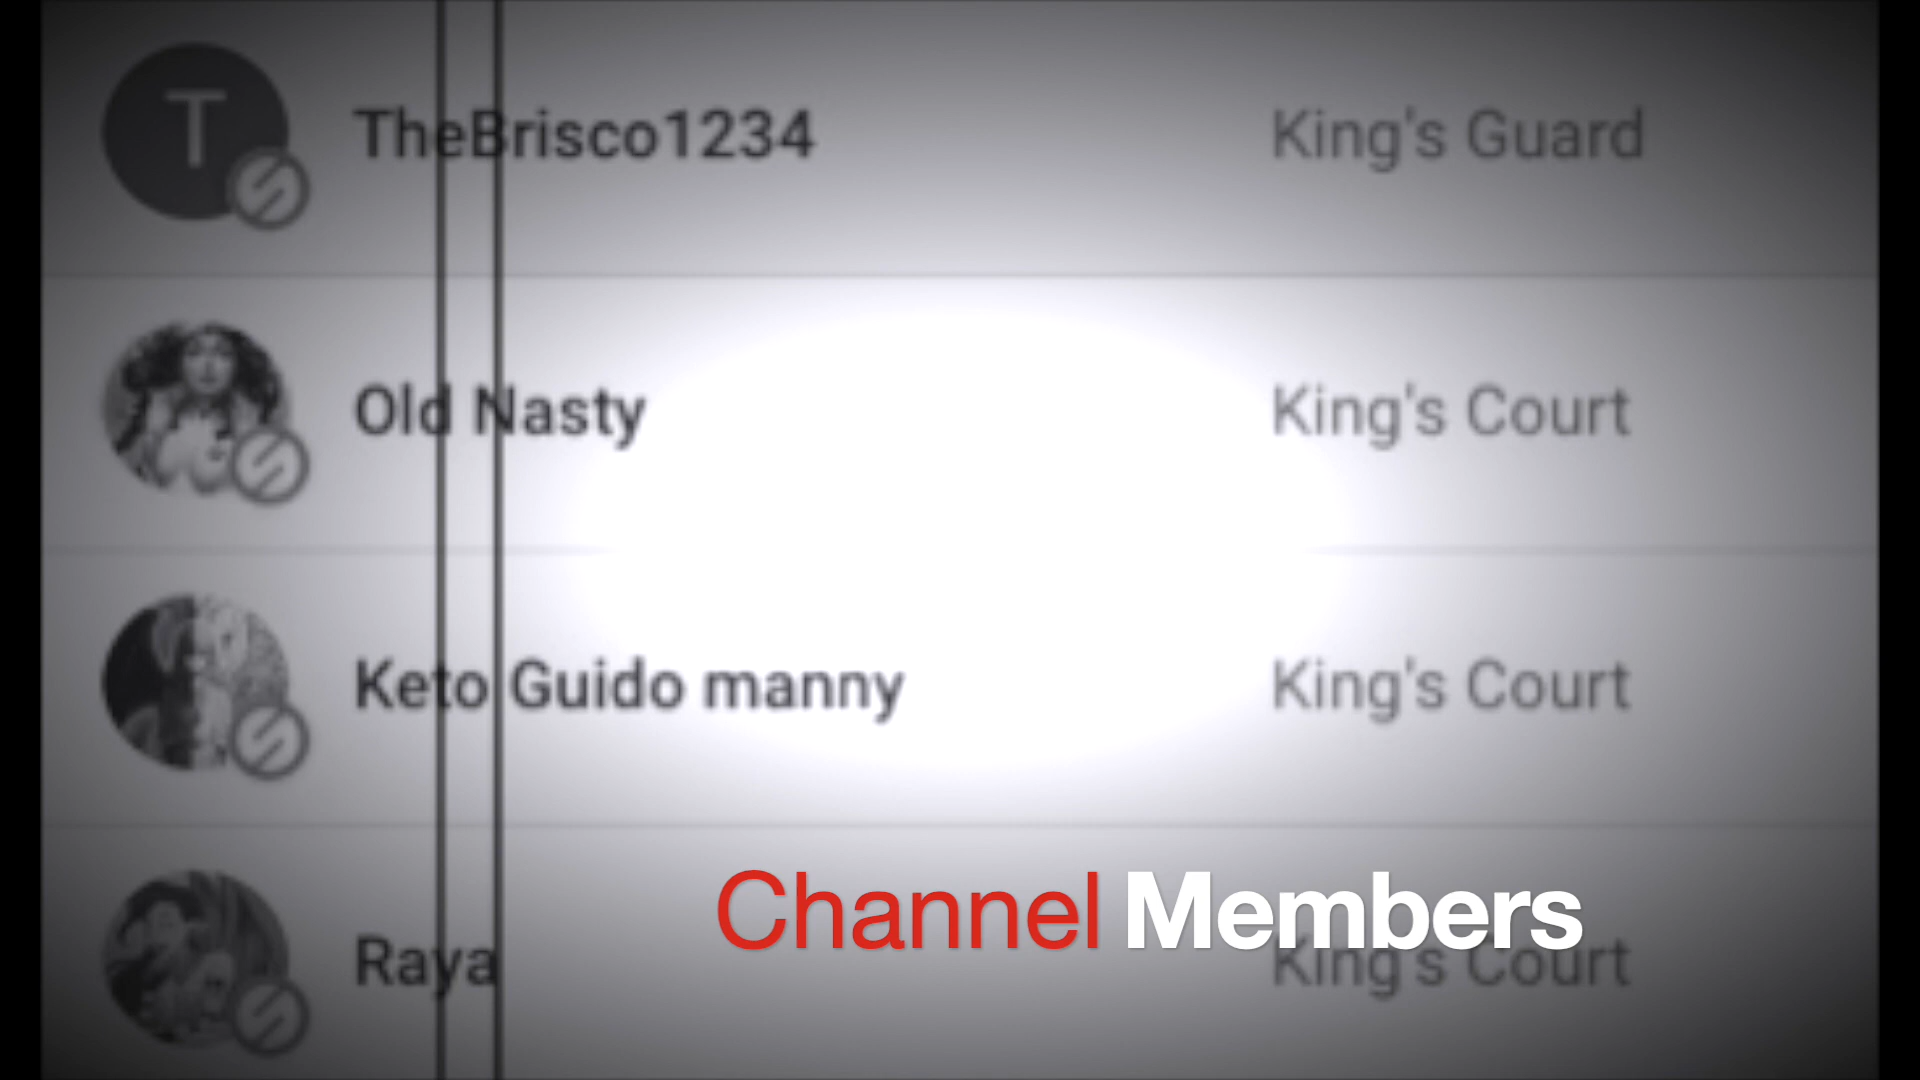 T
TheBrisco1234 King's Guard
Old Nasty King's Court
Keto Guido manny King's Court
Channel Members
Raya King's Court